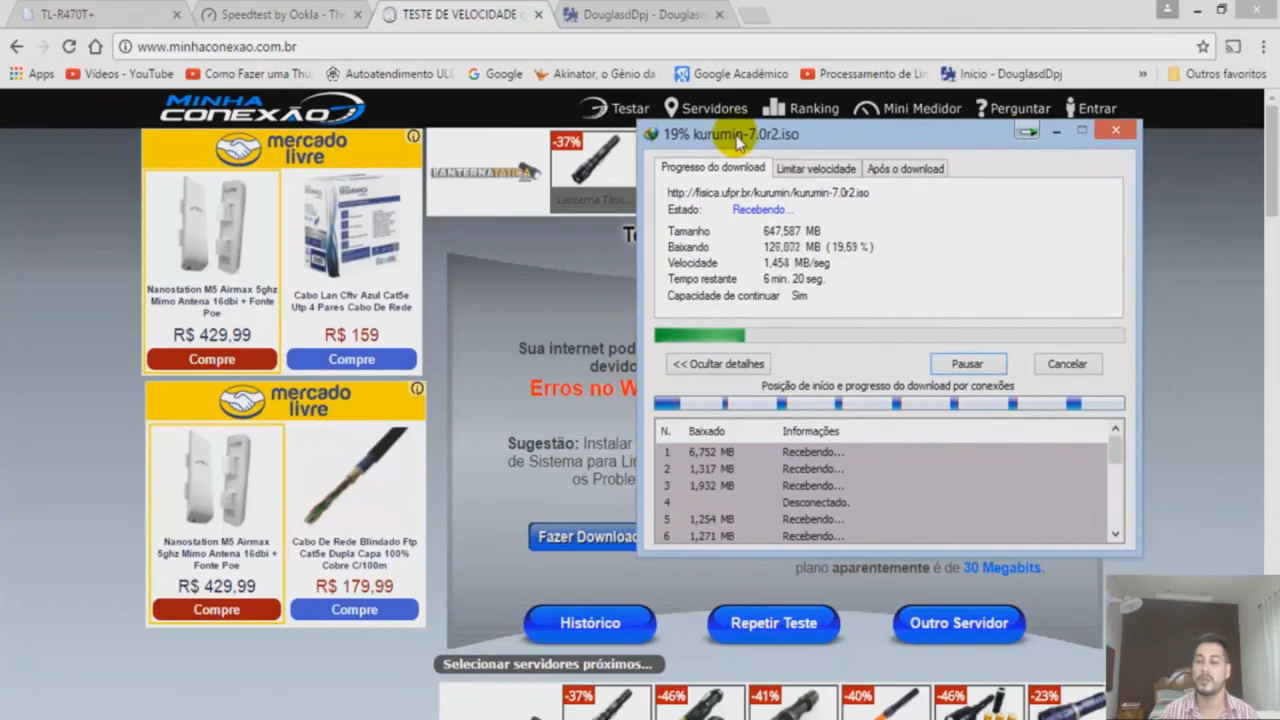 TL-R470T+
Speedtest by Ookla - The
TESTE DE VELOCIDADE
DouglasdDpj - Douglas
www.minhaconexao.com.br
Apps
Vídeos - YouTube
Como Fazer uma Thu
Autoatendimento UL
Google
Akinator, o Gênio da
Google Acadêmico
Processamento de Lin
Início - DouglasdDpj
»
Outros favoritos
MINHA
CONEXÃO
Testar
Servidores
Ranking
Mini Medidor
Perguntar
Entrar
mercado
livre
Nanostation M5 Airmax 5ghz
Mimo Antena 16dbi + Fonte
Poe
R$ 429,99
Compre
Cabo Lan Cftv Azul Cat5e
Utp 4 Pares Cabo De Rede
R$ 159
Compre
mercado
livre
Nanostation M5 Airmax
5ghz Mimo Antena 16dbi +
Fonte Poe
R$ 429,99
Compre
Cabo De Rede Blindado Ftp
Cat5e Dupla Capa 100%
Cobre C/100m
R$ 179,99
Compre
LANTERNATÁTICA
-37%
Lanterna Tátic
Sua internet pod
devido
Erros no W
Sugestão: Instalar
de Sistema para Li
os Proble
Fazer Download
plano aparentemente é de 30 Megabits.
Histórico
Repetir Teste
Outro Servidor
Selecionar servidores próximos...
-37%
-46%
-41%
-40%
-46%
-23%
19% kurumin-7.0r2.iso
Progresso do download
Limitar velocidade
Após o download
http://fisica.ufpr.br/kurumin/kurumin-7.0r2.iso
Estado: Recebendo...
Tamanho 647,587 MB
Baixando MB ( 19,59 % )
Velocidade MB/seg
Tempo restante 6 min. 20 seg.
Capacidade de continuar Sim
<< Ocultar detalhes
Pausar
Cancelar
Posição de início e progresso do download por conexões
N. Baixado Informações
1 6,752 MB Recebendo...
2 1,317 MB Recebendo...
3 1,932 MB Recebendo...
4 Desconectado.
5 1,254 MB Recebendo...
6 1,271 MB Recebendo...